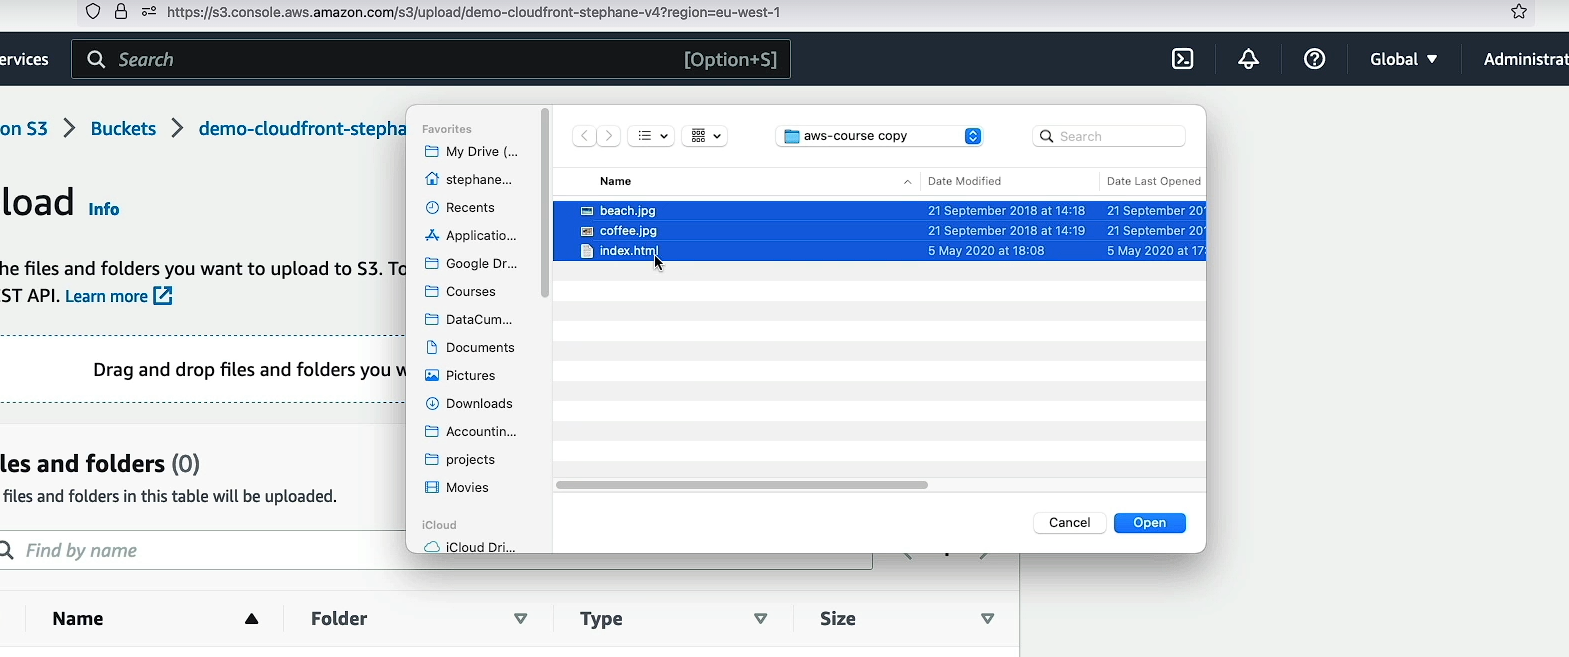 https://s3.console.aws.amazon.com/s3/upload/demo-cloudfront-stephane-v4?region=eu-west-1
ervices
Search
[Option+S]
Global
Administrat
on S3 > Buckets > demo-cloudfront-stepha
load Info
he files and folders you want to upload to S3. To
ST API. Learn more
Drag and drop files and folders you w
les and folders (0)
files and folders in this table will be uploaded.
Find by name
Name
Folder
Type
Size
Favorites
My Drive (...
stephane...
Recents
Applicatio...
Google Dr...
Courses
DataCum...
Documents
Pictures
Downloads
Accountin...
projects
Movies
iCloud
iCloud Dri...
aws-course copy
Search
Name
Date Modified
Date Last Opened
beach.jpg 21 September 2018 at 14:18 21 September 20
coffee.jpg 21 September 2018 at 14:19 21 September 20
index.html 5 May 2020 at 18:08 5 May 2020 at 17:
Cancel
Open